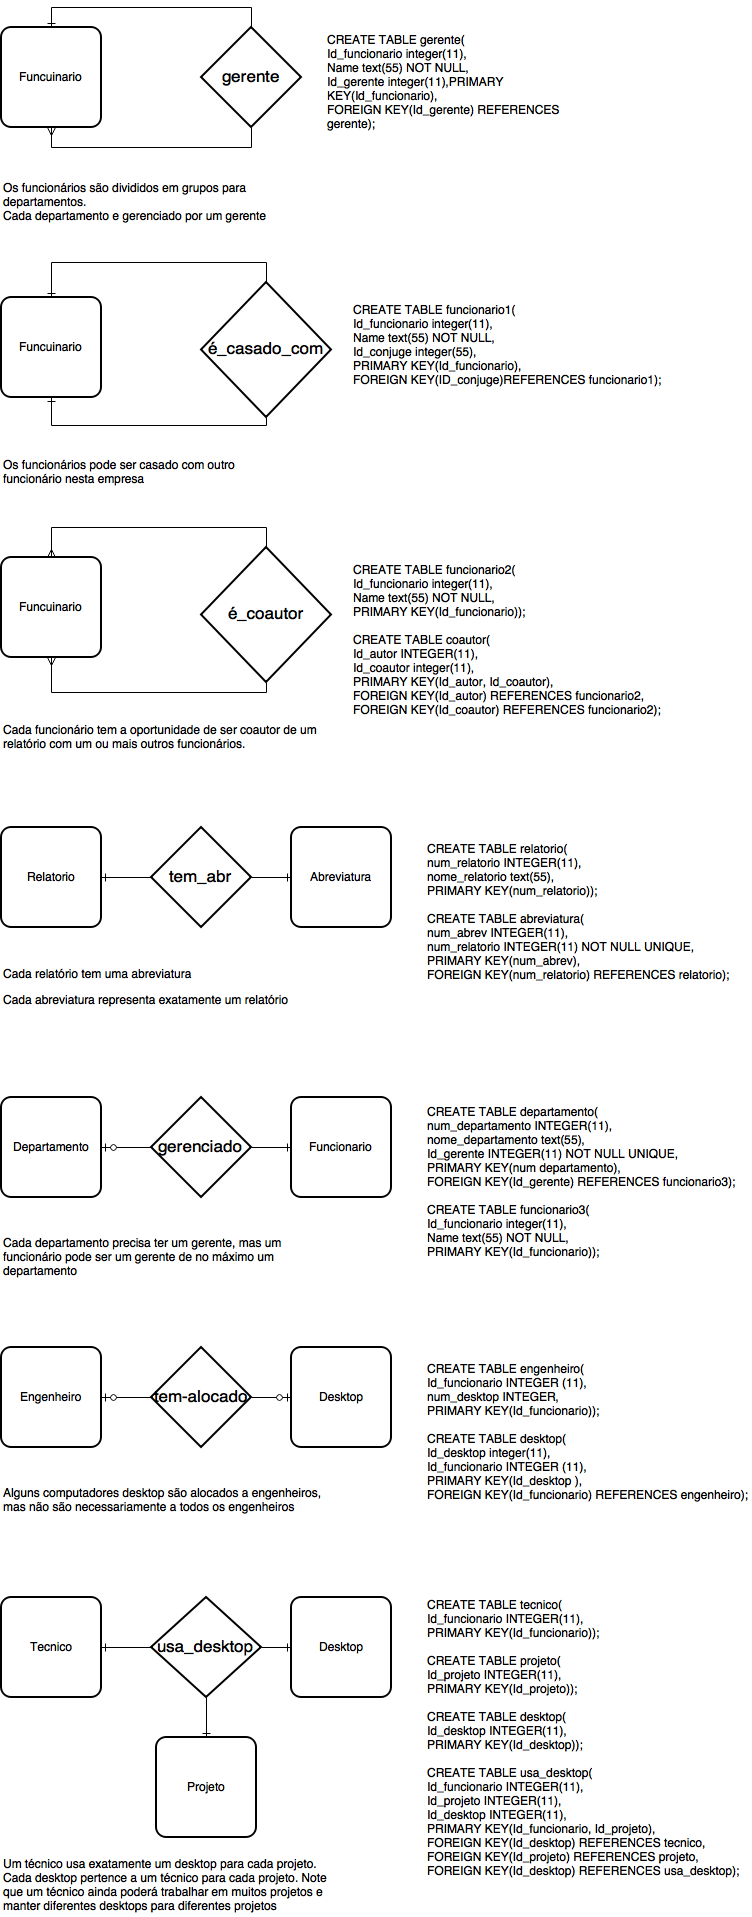 Funcuinario
gerente
CREATE TABLE gerente(
Id_funcionario integer(11),
Name text(55) NOT NULL,
Id_gerente integer(11),PRIMARY
KEY(Id_funcionario),
FOREIGN KEY(Id_gerente) REFERENCES
gerente);
Os funcionários são divididos em grupos para
departamentos.
Cada departamento e gerenciado por um gerente
Funcuinario
é_casado_com
CREATE TABLE funcionario1(
Id_funcionario integer(11),
Name text(55) NOT NULL,
Id_conjuge integer(55),
PRIMARY KEY(Id_funcionario),
FOREIGN KEY(ID_conjuge)REFERENCES funcionario1);
Os funcionários pode ser casado com outro
funcionário nesta empresa
Funcuinario
é_coautor
CREATE TABLE funcionario2(
Id_funcionario integer(11),
Name text(55) NOT NULL,
PRIMARY KEY(Id_funcionario));
CREATE TABLE coautor(
Id_autor INTEGER(11),
Id_coautor integer(11),
PRIMARY KEY(Id_autor, Id_coautor),
FOREIGN KEY(Id_autor) REFERENCES funcionario2,
FOREIGN KEY(Id_coautor) REFERENCES funcionario2);
Cada funcionário tem a oportunidade de ser coautor de um
relatório com um ou mais outros funcionários.
Relatorio
tem_abr
Abreviatura
CREATE TABLE relatorio(
num_relatorio INTEGER(11),
nome_relatorio text(55),
PRIMARY KEY(num_relatorio));
CREATE TABLE abreviatura(
num_abrev INTEGER(11),
num_relatorio INTEGER(11) NOT NULL UNIQUE,
PRIMARY KEY(num_abrev),
FOREIGN KEY(num_relatorio) REFERENCES relatorio);
Cada relatório tem uma abreviatura
Cada abreviatura representa exatamente um relatório
Departamento
gerenciado
Funcionario
CREATE TABLE departamento(
num_departamento INTEGER(11),
nome_departamento text(55),
Id_gerente INTEGER(11) NOT NULL UNIQUE,
PRIMARY KEY(num departamento),
FOREIGN KEY(Id_gerente) REFERENCES funcionario3);
CREATE TABLE funcionario3(
Id_funcionario integer(11),
Name text(55) NOT NULL,
PRIMARY KEY(Id_funcionario));
Cada departamento precisa ter um gerente, mas um
funcionário pode ser um gerente de no máximo um
departamento
Engenheiro
tem-alocado
Desktop
CREATE TABLE engenheiro(
Id_funcionario INTEGER (11),
num_desktop INTEGER,
PRIMARY KEY(Id_funcionario));
CREATE TABLE desktop(
Id_desktop integer(11),
Id_funcionario INTEGER (11),
PRIMARY KEY(Id_desktop ),
FOREIGN KEY(Id_funcionario) REFERENCES engenheiro);
Alguns computadores desktop são alocados a engenheiros,
mas não são necessariamente a todos os engenheiros
Tecnico
usa_desktop
Desktop
Projeto
CREATE TABLE tecnico(
Id_funcionario INTEGER(11),
PRIMARY KEY(Id_funcionario));
CREATE TABLE projeto(
Id_projeto INTEGER(11),
PRIMARY KEY(Id_projeto));
CREATE TABLE desktop(
Id_desktop INTEGER(11),
PRIMARY KEY(Id_desktop));
CREATE TABLE usa_desktop(
Id_funcionario INTEGER(11),
Id_projeto INTEGER(11),
Id_desktop INTEGER(11),
PRIMARY KEY(Id_funcionario, Id_projeto),
FOREIGN KEY(Id_desktop) REFERENCES tecnico,
FOREIGN KEY(Id_projeto) REFERENCES projeto,
FOREIGN KEY(Id_desktop) REFERENCES usa_desktop);
Um técnico usa exatamente um desktop para cada projeto.
Cada desktop pertence a um técnico para cada projeto. Note
que um técnico ainda poderá trabalhar em muitos projetos e
manter diferentes desktops para diferentes projetos